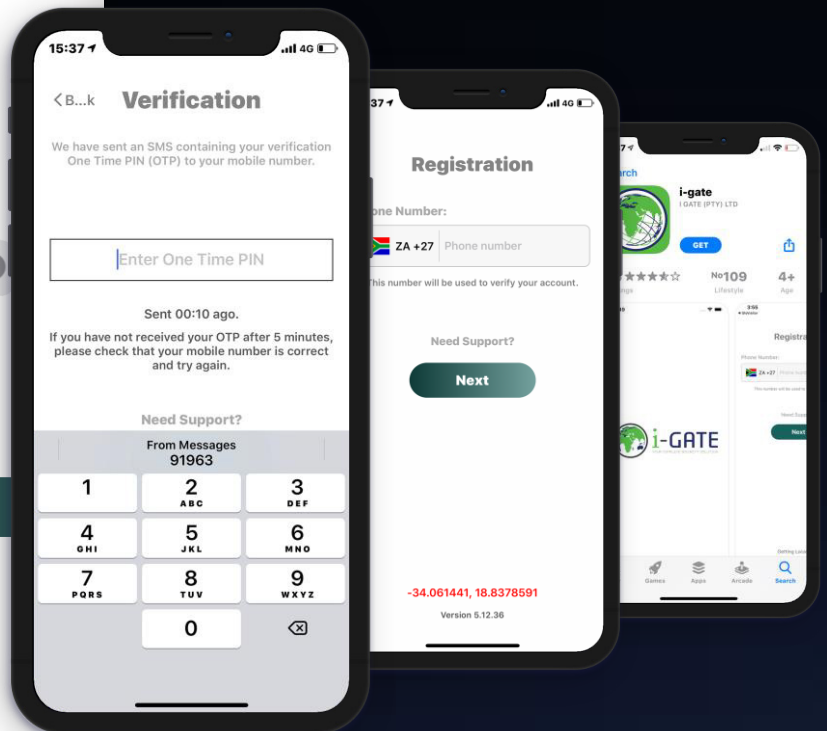 15:37
4G
B...k
Verification
We have sent an SMS containing your verification
One Time PIN (OTP) to your mobile number.
Enter One Time PIN
Sent 00:10 ago.
If you have not received your OTP after 5 minutes,
please check that your mobile number is correct
and try again.
Need Support?
From Messages
91963
1
2
ABC
3
DEF
4
GHI
5
JKL
6
MNO
7
PQRS
8
TUV
9
WXYZ
0
37
4G
Registration
one Number:
ZA +27
Phone number
This number will be used to verify your account.
Need Support?
Next
-34.061441, 18.8378591
Version 5.12.36
arch
i-gate
I GATE (PTY) LTD
GET
No109
4+
Lifestyle
Age
3:55
Registra
Phone Number:
ZA +27
Need Supp
Next
i-GATE
Getting Loca
Games
Apps
Arcade
Search